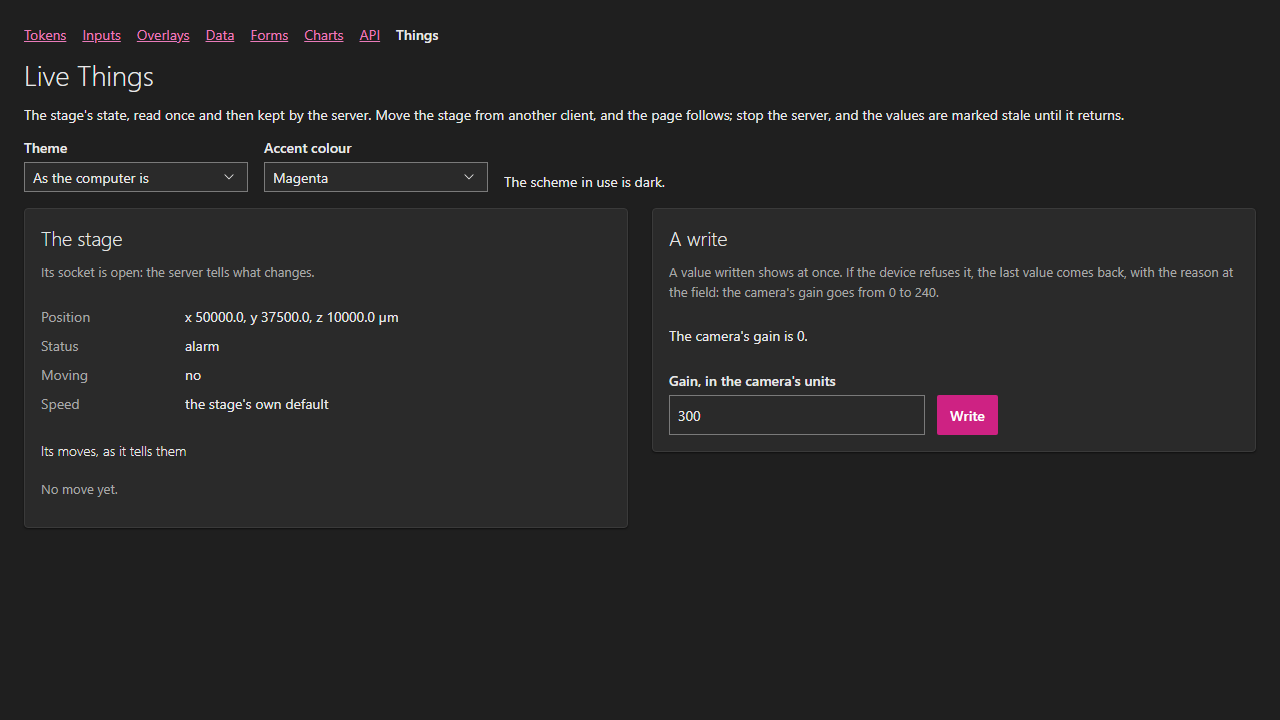 Tokens Inputs Overlays Data Forms Charts API Things
Live Things
The stage's state, read once and then kept by the server. Move the stage from another client, and the page follows; stop the server, and the values are marked stale until it returns.
Theme
As the computer is
Accent colour
Magenta
The scheme in use is dark.
The stage
Its socket is open: the server tells what changes.
Position x 50000.0, y 37500.0, z 10000.0 µm
Status alarm
Moving no
Speed the stage's own default
Its moves, as it tells them
No move yet.
A write
A value written shows at once. If the device refuses it, the last value comes back, with the reason at
the field: the camera's gain goes from 0 to 240.
The camera's gain is 0.
Gain, in the camera's units
300 Write